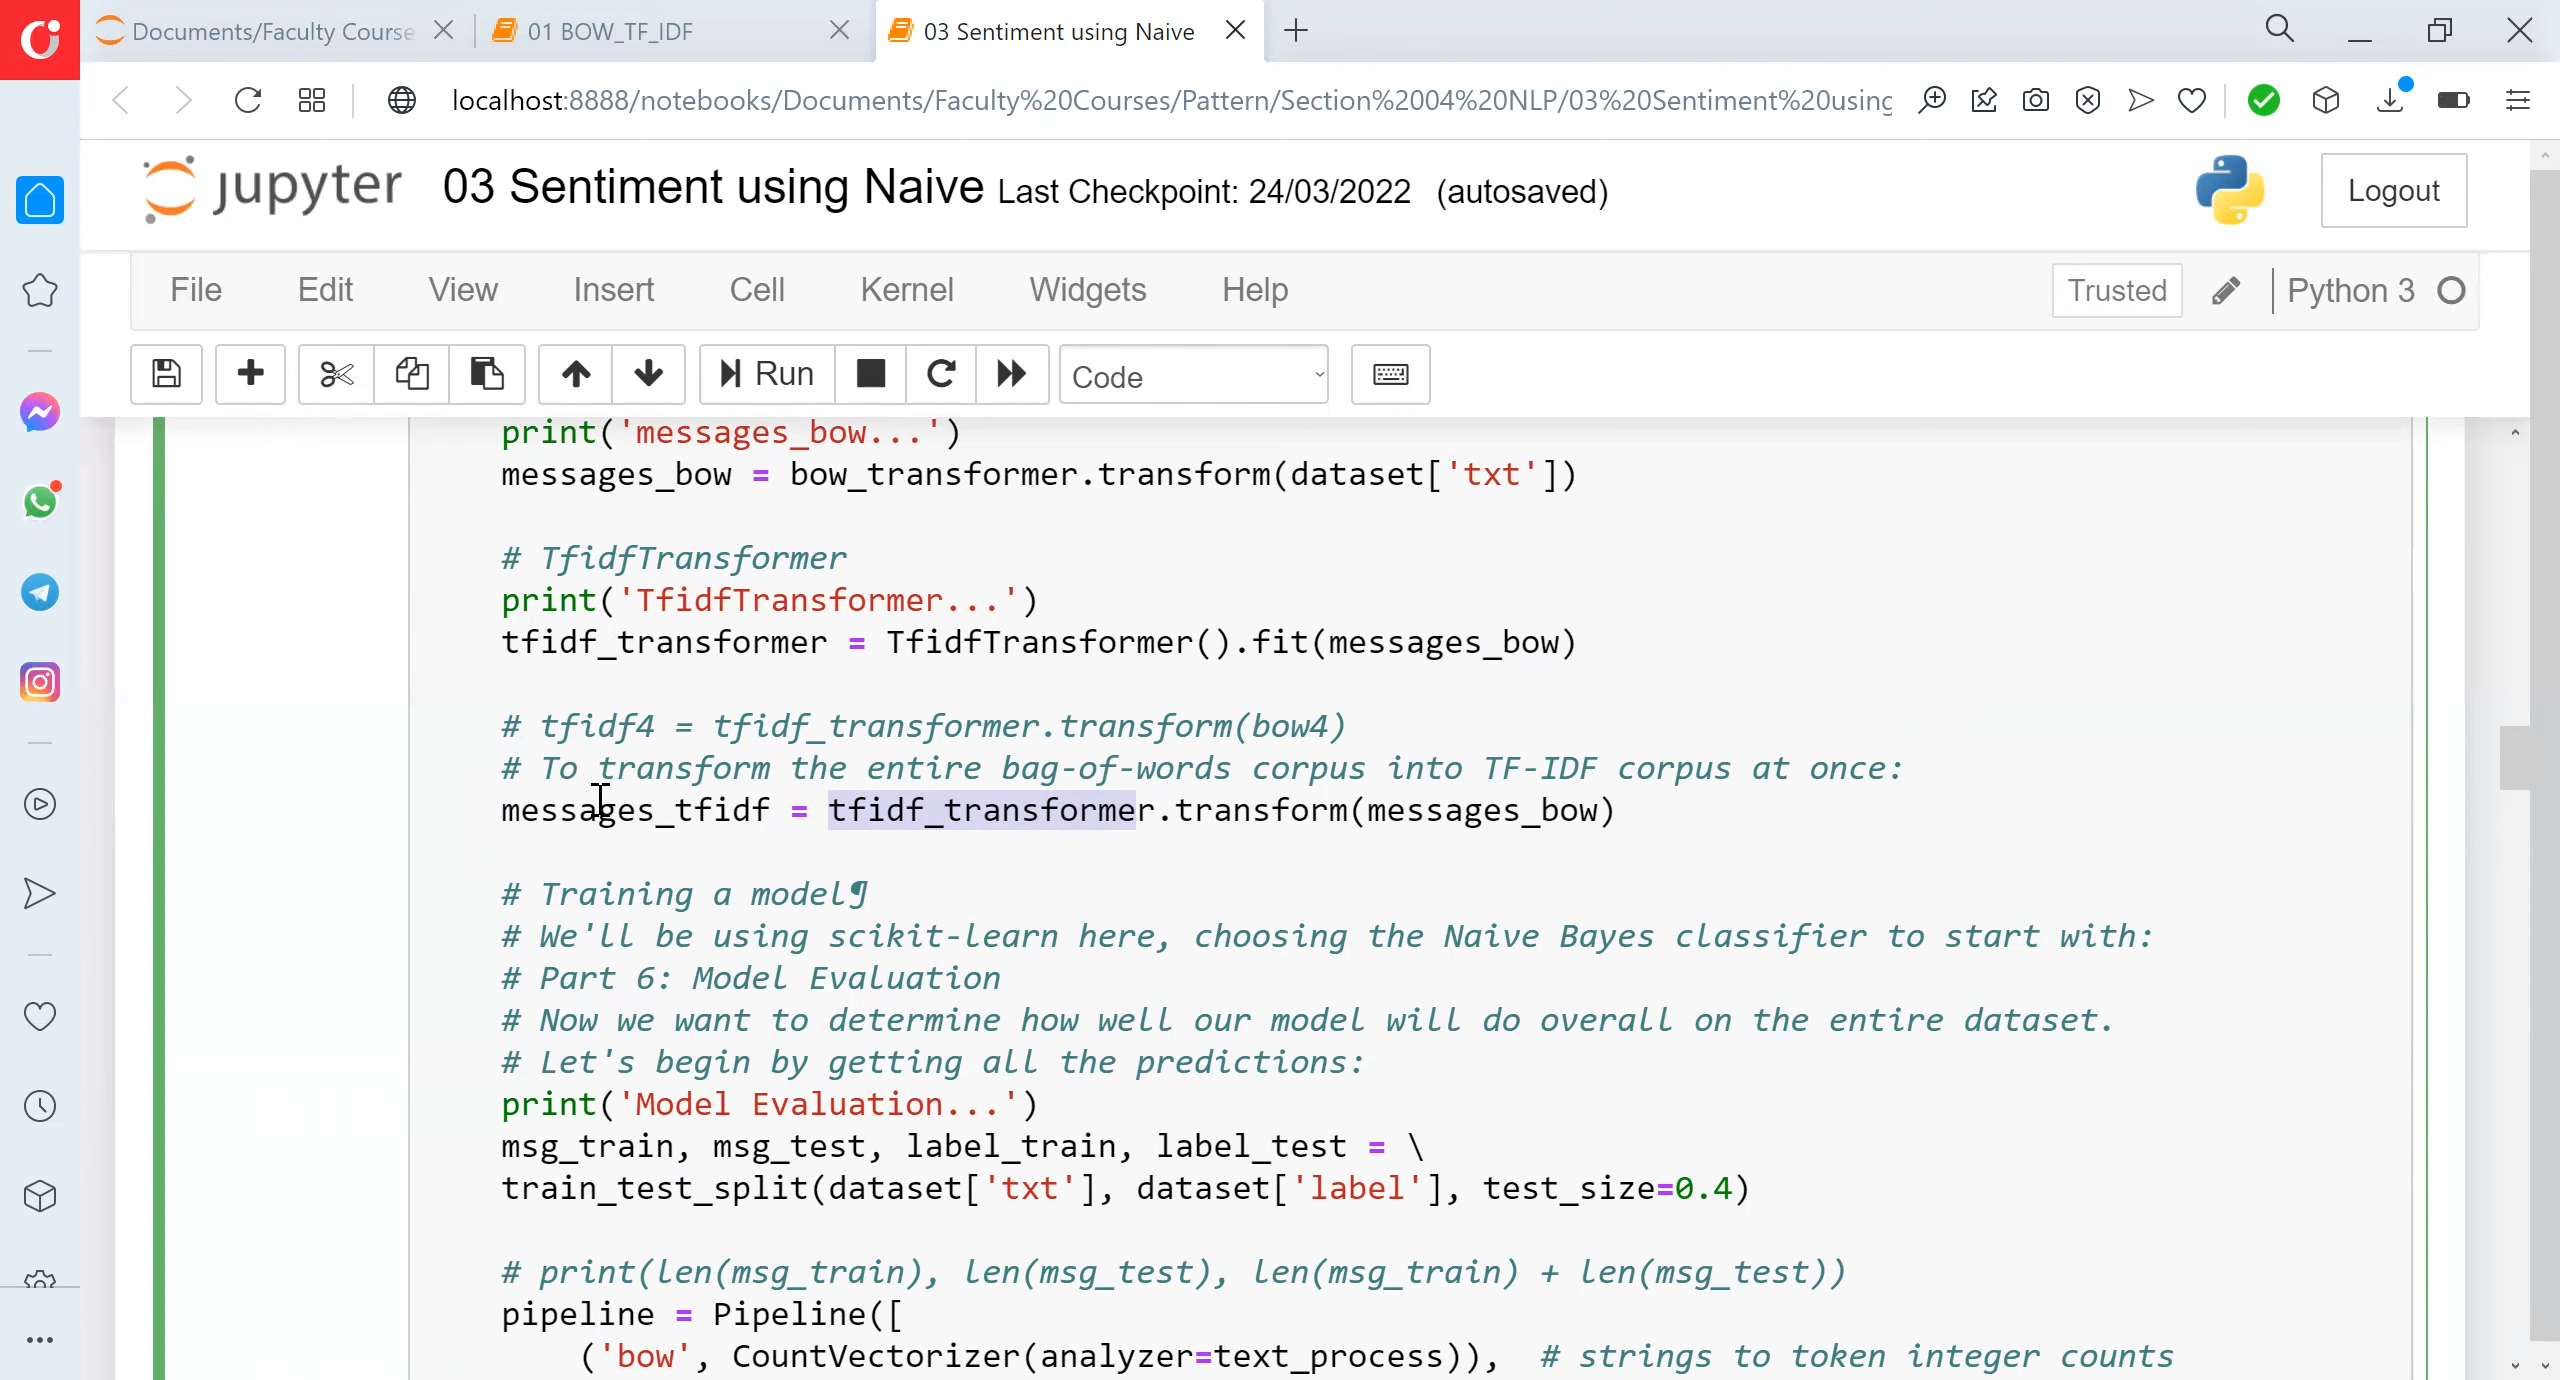 Documents/Faculty Course
01 BOW_TF_IDF
03 Sentiment using Naive
localhost:8888/notebooks/Documents/Faculty%20Courses/Pattern/Section%2004%20NLP/03%20Sentiment%20using
jupyter 03 Sentiment using Naive Last Checkpoint: 24/03/2022 (autosaved)
Logout
File Edit View Insert Cell Kernel Widgets Help
Trusted Python 3
Run Code
print('messages_bow...')
messages_bow = bow_transformer.transform(dataset['txt'])
# TfidfTransformer
print('TfidfTransformer...')
tfidf_transformer = TfidfTransformer().fit(messages_bow)
# tfidf4 = tfidf_transformer.transform(bow4)
# To transform the entire bag-of-words corpus into TF-IDF corpus at once:
messages_tfidf = tfidf_transformer.transform(messages_bow)
# Training a model¶
# We'll be using scikit-learn here, choosing the Naive Bayes classifier to start with:
# Part 6: Model Evaluation
# Now we want to determine how well our model will do overall on the entire dataset.
# Let's begin by getting all the predictions:
print('Model Evaluation...')
msg_train, msg_test, label_train, label_test = \
train_test_split(dataset['txt'], dataset['label'], test_size=0.4)
# print(len(msg_train), len(msg_test), len(msg_train) + len(msg_test))
pipeline = Pipeline([
('bow', CountVectorizer(analyzer=text_process)), # strings to token integer counts